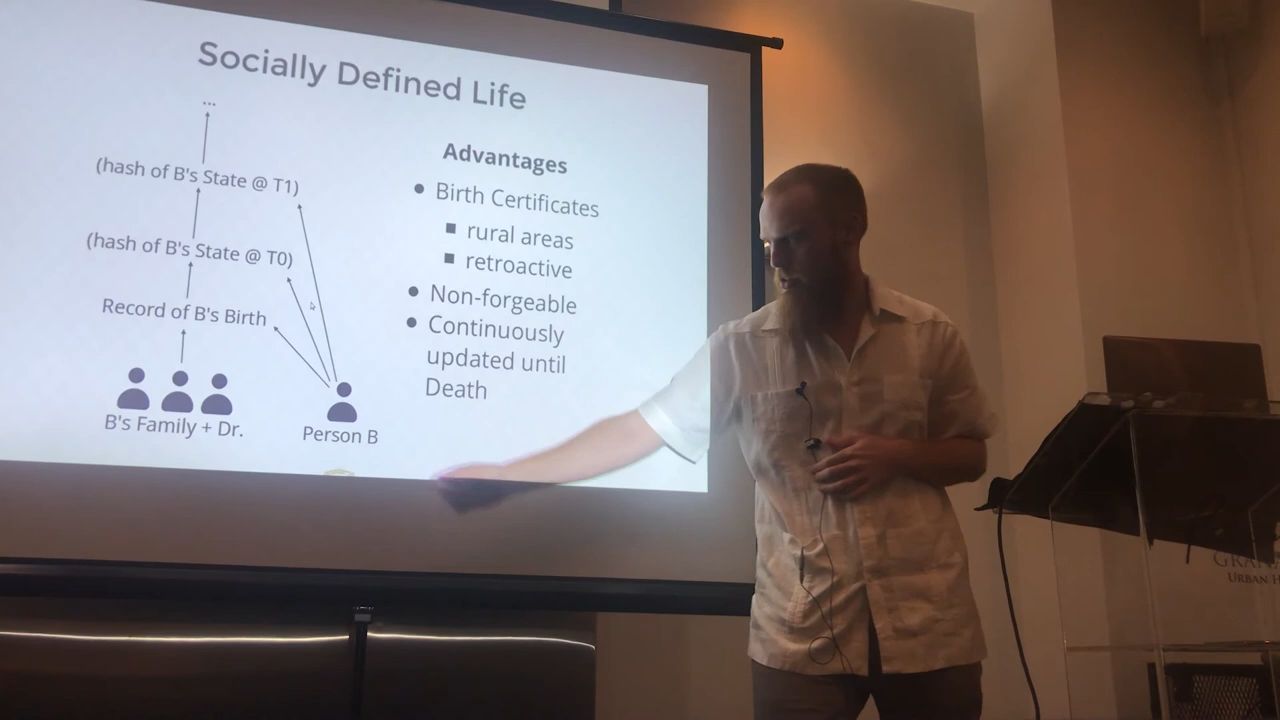 Socially Defined Life
...
(hash of B's State @ T1)
(hash of B's State @ T0)
Record of B's Birth
B's Family + Dr.
Person B
Advantages
● Birth Certificates
■ rural areas
■ retroactive
● Non-forgeable
● Continuously
updated until
Death
URBAN